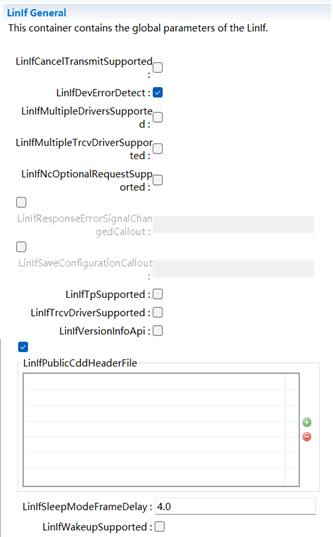 LinIf General
This container contains the global parameters of the LinIf.
LinIfCancelTransmitSupported
:
LinIfDevErrorDetect :
LinIfMultipleDriversSupporte
d :
LinIfMultipleTrcvDriverSuppor
ted :
LinIfNcOptionalRequestSupp
orted :
LinIfResponseErrorSignalChan
gedCallout :
LinIfSaveConfigurationCallout
:
LinIfTpSupported :
LinIfTrcvDriverSupported :
LinIfVersionInfoApi :
LinIfPublicCddHeaderFile
LinIfSleepModeFrameDelay : 4.0
LinIfWakeupSupported :